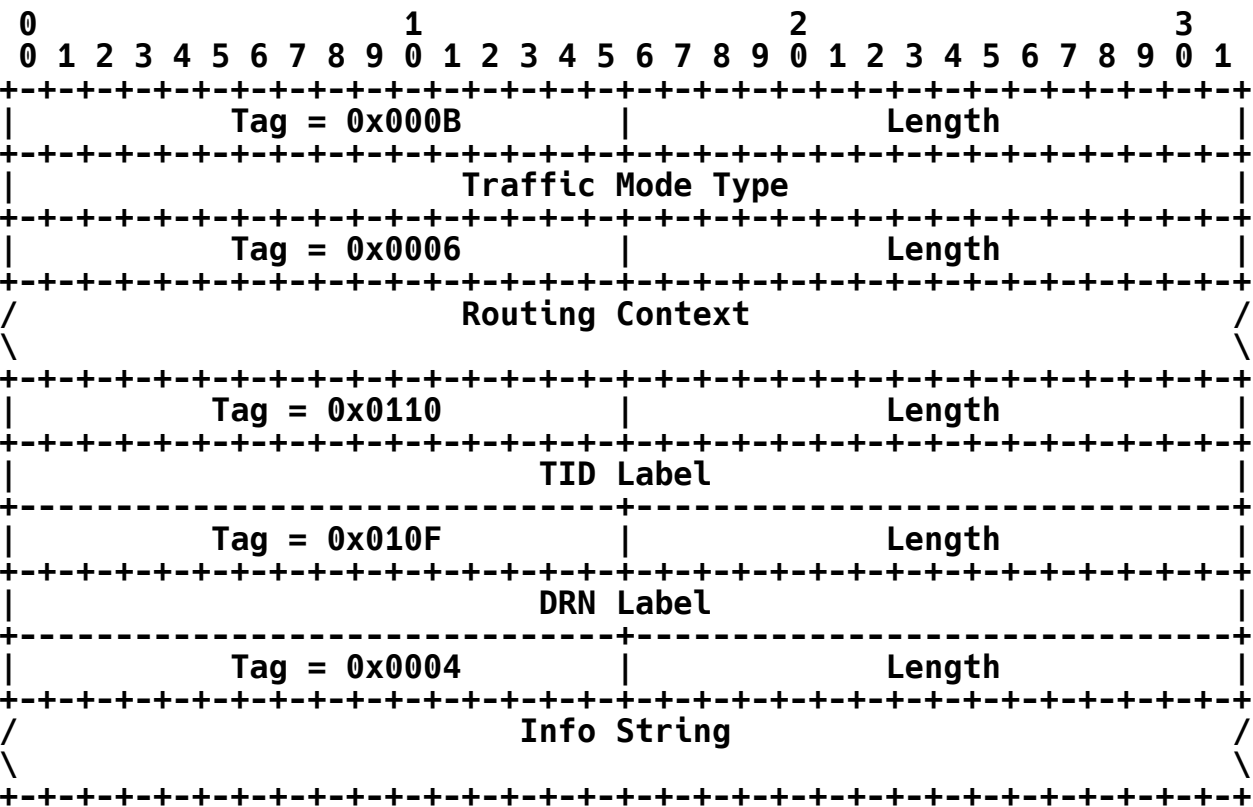 0                   1                   2                   3
 0 1 2 3 4 5 6 7 8 9 0 1 2 3 4 5 6 7 8 9 0 1 2 3 4 5 6 7 8 9 0 1
+-+-+-+-+-+-+-+-+-+-+-+-+-+-+-+-+-+-+-+-+-+-+-+-+-+-+-+-+-+-+-+-+
|           Tag = 0x000B        |             Length            |
+-+-+-+-+-+-+-+-+-+-+-+-+-+-+-+-+-+-+-+-+-+-+-+-+-+-+-+-+-+-+-+-+
|                       Traffic Mode Type                       |
+-+-+-+-+-+-+-+-+-+-+-+-+-+-+-+-+-+-+-+-+-+-+-+-+-+-+-+-+-+-+-+-+
|           Tag = 0x0006        |             Length            |
+-+-+-+-+-+-+-+-+-+-+-+-+-+-+-+-+-+-+-+-+-+-+-+-+-+-+-+-+-+-+-+-+
/                       Routing Context                         /
\                                                               \
+-+-+-+-+-+-+-+-+-+-+-+-+-+-+-+-+-+-+-+-+-+-+-+-+-+-+-+-+-+-+-+-+
|          Tag = 0x0110         |             Length            |
+-+-+-+-+-+-+-+-+-+-+-+-+-+-+-+-+-+-+-+-+-+-+-+-+-+-+-+-+-+-+-+-+
|                           TID Label                           |
+-------------------------------+-------------------------------+
|          Tag = 0x010F         |             Length            |
+-+-+-+-+-+-+-+-+-+-+-+-+-+-+-+-+-+-+-+-+-+-+-+-+-+-+-+-+-+-+-+-+
|                           DRN Label                           |
+-------------------------------+-------------------------------+
|           Tag = 0x0004        |             Length            |
+-+-+-+-+-+-+-+-+-+-+-+-+-+-+-+-+-+-+-+-+-+-+-+-+-+-+-+-+-+-+-+-+
/                          Info String                          /
\                                                               \
+-+-+-+-+-+-+-+-+-+-+-+-+-+-+-+-+-+-+-+-+-+-+-+-+-+-+-+-+-+-+-+-+